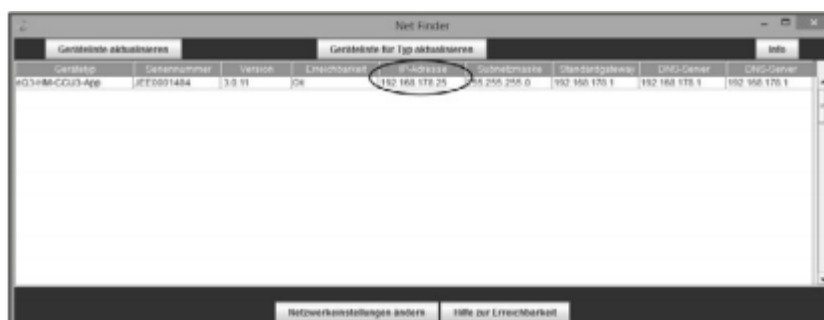 Net Finder
Geräteliste aktualisieren Geräteliste für Typ aktualisieren Info
Gerätetyp Seriennummer Version Erreichbarkeit IP-Adresse Subnetzmaske Standardgateway DNS-Server DNS-Server
eQ3-HM-CCU3-App JEE0001484 3.0.11 Ok 192.168.178.25 55.255.255.0 192.168.178.1 192.168.178.1 192.168.178.1
Netzwerkeinstellungen ändern Hilfe zur Erreichbarkeit